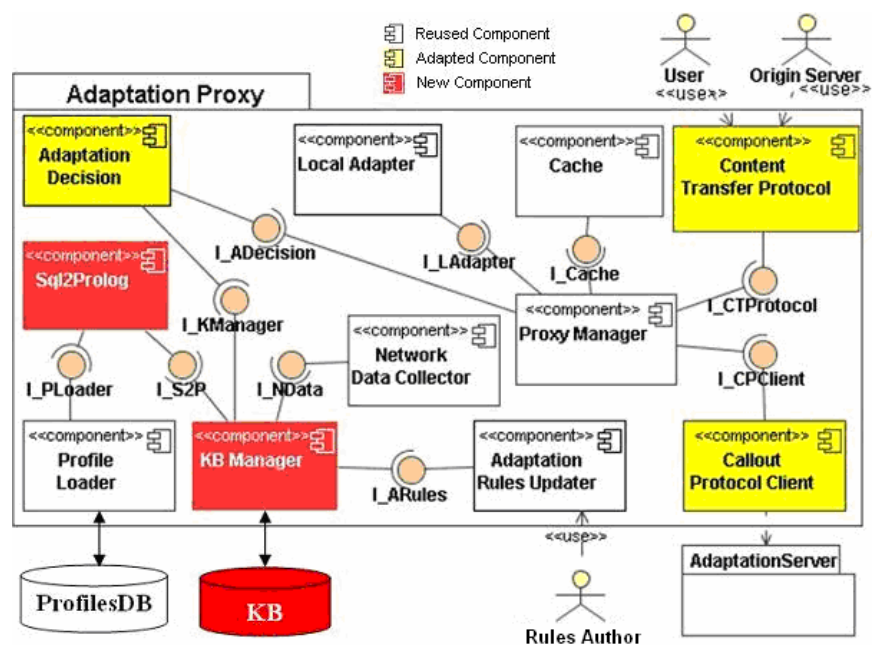 Reused Component
Adapted Component
New Component
User
<<use>>
Origin Server
<<use>>
Adaptation Proxy
<<component>>
Adaptation
Decision
<<component>>
Local Adapter
<<component>>
Cache
<<component>>
Content
Transfer Protocol
I_ADecision
I_LAdapter
I_Cache
I_CTProtocol
<<component>>
Sql2Prolog
I_KManager
<<component>>
Proxy Manager
<<component>>
Network
Data Collector
I_PLoader
I_S2P
I_NData
I_CPClient
<<component>>
Profile
Loader
<<component>>
KB Manager
I_ARules
<<component>>
Adaptation
Rules Updater
<<component>>
Callout
Protocol Client
<<use>>
ProfilesDB
KB
Rules Author
AdaptationServer